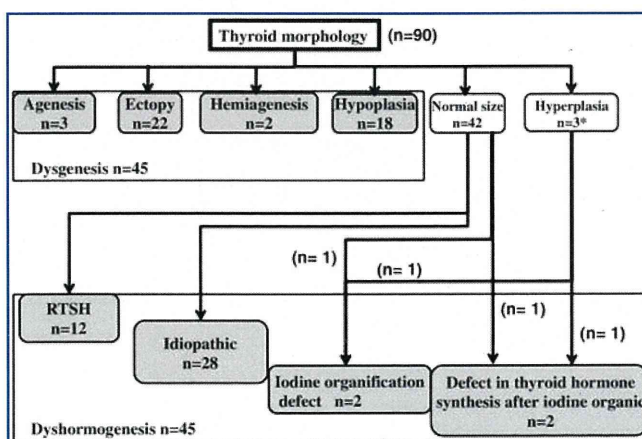 Thyroid morphology (n=90)
Agenesis
n=3
Ectopy
n=22
Hemiagenesis
n=2
Hypoplasia
n=18
Normal size
n=42
Hyperplasia
n=3*
Dysgenesis n=45
(n= 1)
(n= 1)
(n= 1)
(n= 1)
RTSH
n=12
Idiopathic
n=28
Iodine organification
defect n=2
Defect in thyroid hormone
synthesis after iodine organic
n=2
Dyshormogenesis n=45